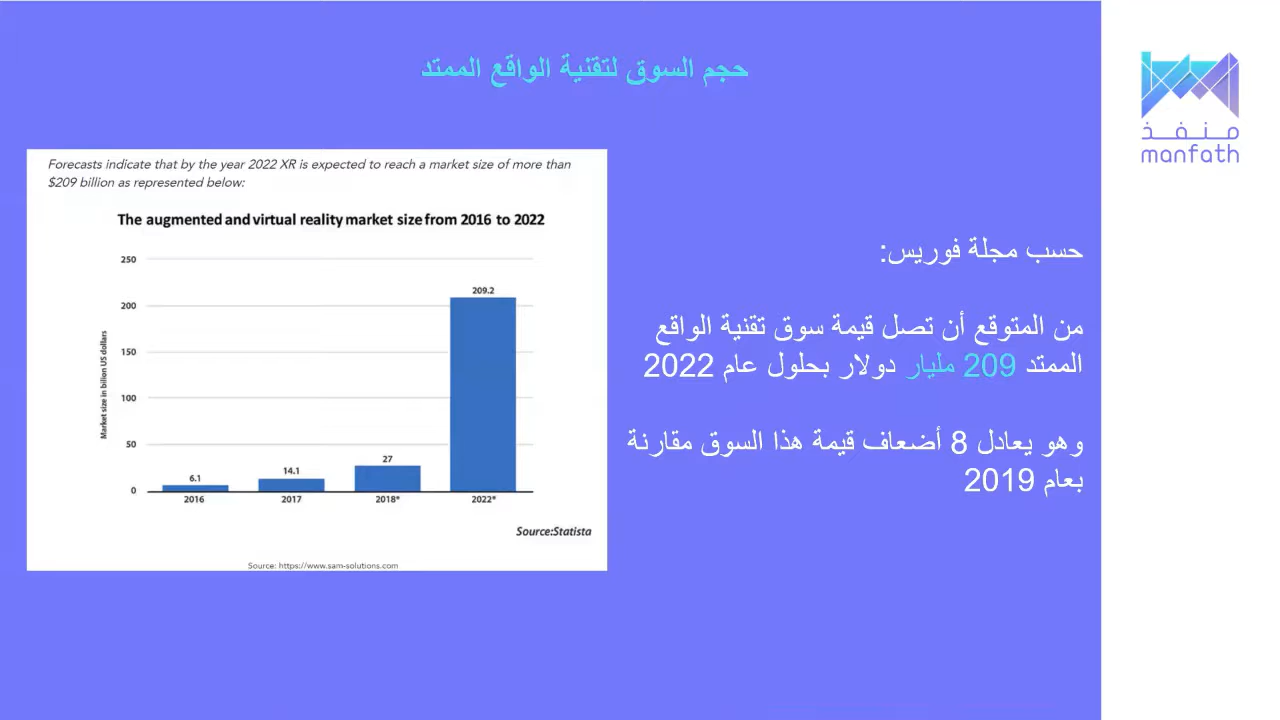 حجم السوق لتقنية الواقع الممتد
منفذ
manfath
Forecasts indicate that by the year 2022 XR is expected to reach a market size of more than
$209 billion as represented below:
The augmented and virtual reality market size from 2016 to 2022
Market size in billion US dollars
250
200
150
100
50
0
6.1
14.1
27
209.2
2016
2017
2018*
2022*
Source:Statista
Source: https://www.sam-solutions.com
حسب مجلة فوربس:
من المتوقع أن تصل قيمة سوق تقنية الواقع
الممتد 209 مليار دولار بحلول عام 2022
وهو يعادل 8 أضعاف قيمة هذا السوق مقارنة
بعام 2019